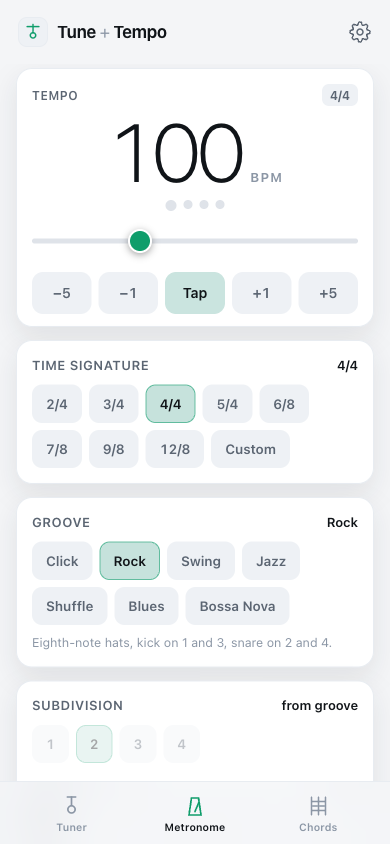 Tune + Tempo
TEMPO 4/4
100 BPM
−5 −1 Tap +1 +5
TIME SIGNATURE 4/4
2/4 3/4 4/4 5/4 6/8
7/8 9/8 12/8 Custom
GROOVE Rock
Click Rock Swing Jazz
Shuffle Blues Bossa Nova
Eighth-note hats, kick on 1 and 3, snare on 2 and 4.
SUBDIVISION from groove
1 2 3 4
Tuner Metronome Chords